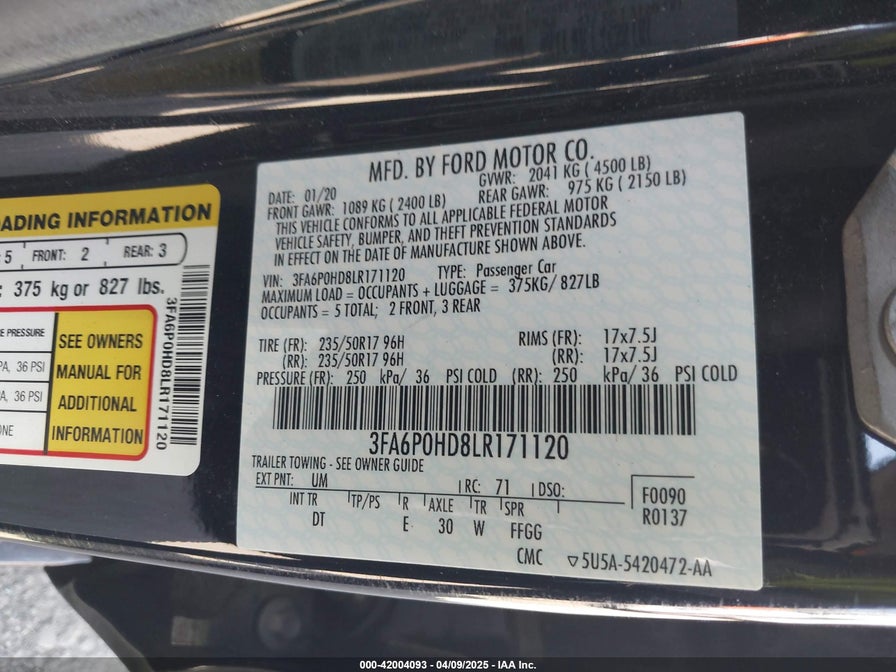 OADING INFORMATION
5 FRONT: 2 REAR: 3
: 375 kg or 827 lbs.
E PRESSURE
PA, 36 PSI
A, 36 PSI
ONE
SEE OWNERS
MANUAL FOR
ADDITIONAL
INFORMATION
3FA6P0HD8LR171120
MFD. BY FORD MOTOR CO.
DATE: 01/20 GVWR: 2041 KG ( 4500 LB)
FRONT GAWR: 1089 KG ( 2400 LB) REAR GAWR: 975 KG ( 2150 LB)
THIS VEHICLE CONFORMS TO ALL APPLICABLE FEDERAL MOTOR
VEHICLE SAFETY, BUMPER, AND THEFT PREVENTION STANDARDS
IN EFFECT ON THE DATE OF MANUFACTURE SHOWN ABOVE.
VIN: 3FA6P0HD8LR171120 TYPE: Passenger Car
MAXIMUM LOAD = OCCUPANTS + LUGGAGE = 375KG/ 827LB
OCCUPANTS = 5 TOTAL; 2 FRONT, 3 REAR
TIRE (FR): 235/50R17 96H RIMS (FR): 17x7.5J
(RR): 235/50R17 96H (RR): 17x7.5J
PRESSURE (FR): 250 kPa/ 36 PSI COLD (RR): 250 kPa/ 36 PSI COLD
3FA6P0HD8LR171120
TRAILER TOWING - SEE OWNER GUIDE
EXT PNT: UM RC: 71 DSO:
INT TR TP/PS R AXLE TR SPR
DT E 30 W FFGG
F0090
R0137
CMC ▽5U5A-5420472-AA
000-42004093 - 04/09/2025 - IAA Inc.